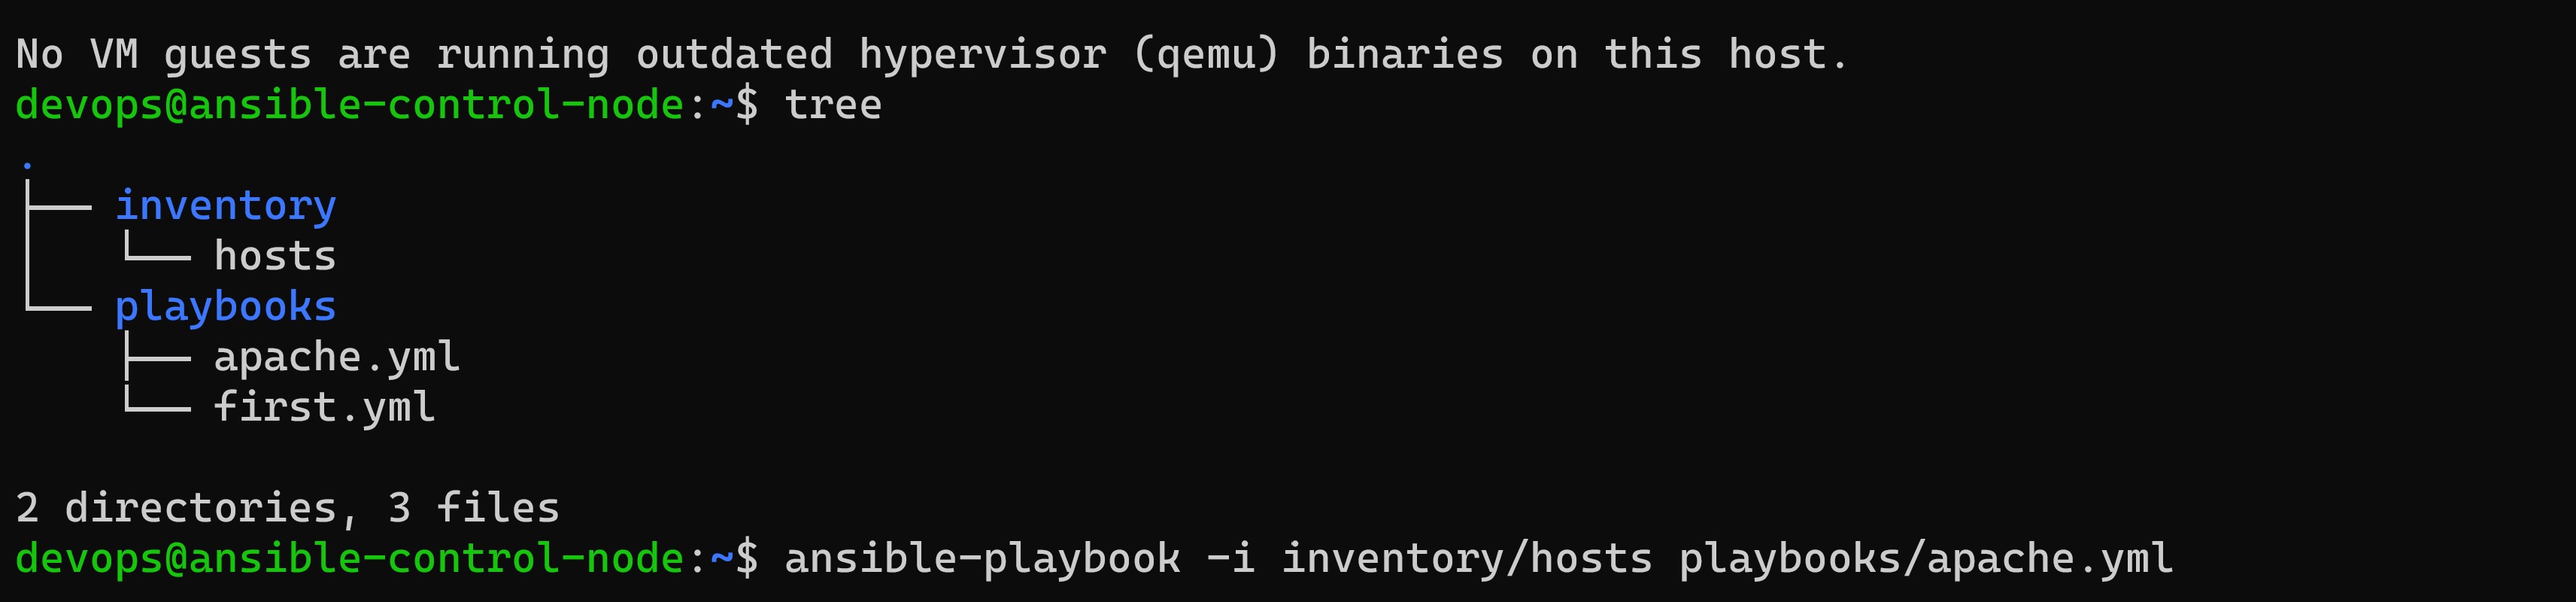 No VM guests are running outdated hypervisor (qemu) binaries on this host.
devops@ansible-control-node:~$ tree
.
├── inventory
│   └── hosts
└── playbooks
    ├── apache.yml
    └── first.yml

2 directories, 3 files
devops@ansible-control-node:~$ ansible-playbook -i inventory/hosts playbooks/apache.yml